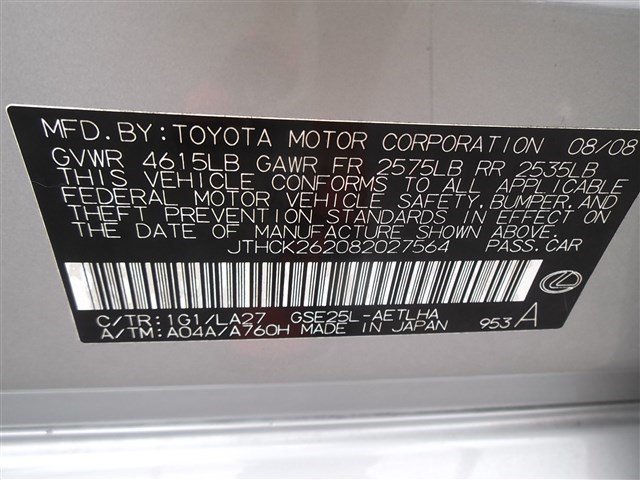 MFD. BY: TOYOTA MOTOR CORPORATION 08/08
GVWR 4615LB GAWR FR 2575LB RR 2535LB
THIS VEHICLE CONFORMS TO ALL APPLICABLE
FEDERAL MOTOR VEHICLE SAFETY, BUMPER, AND
THEFT PREVENTION STANDARDS IN EFFECT ON
THE DATE OF MANUFACTURE SHOWN ABOVE.
JTHCK262082027564 PASS. CAR
C/TR: 1G1/LA27 GSE25L-AETLHA
A/TM: A04A/A760H MADE IN JAPAN 953 A